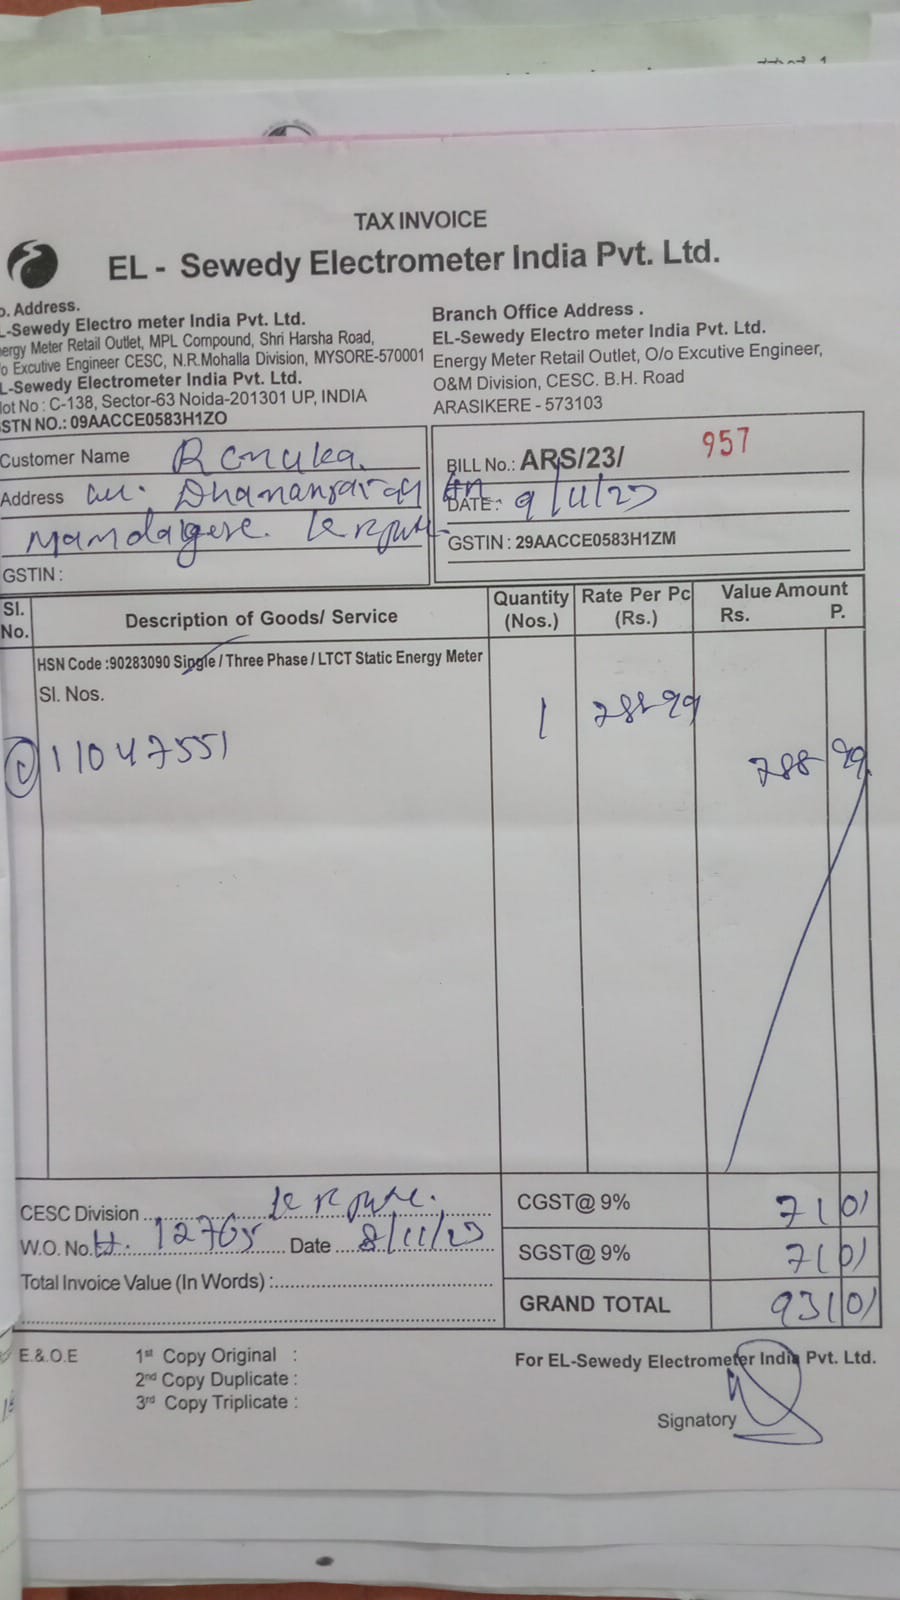 TAX INVOICE
EL - Sewedy Electrometer India Pvt. Ltd.
o. Address.
L-Sewedy Electro meter India Pvt. Ltd.
ergy Meter Retail Outlet, MPL Compound, Shri Harsha Road,
o Excutive Engineer CESC, N.R.Mohalla Division, MYSORE-570001
L-Sewedy Electrometer India Pvt. Ltd.
lot No : C-138, Sector-63 Noida-201301 UP, INDIA
STN NO.: 09AACCE0583H1ZO
Branch Office Address .
EL-Sewedy Electro meter India Pvt. Ltd.
Energy Meter Retail Outlet, O/o Excutive Engineer,
O&M Division, CESC. B.H. Road
ARASIKERE - 573103
Customer Name Renuka.
Address
Mandalgere.
GSTIN :
BILL No.: ARS/23/ 957
DATE : 9/11/23
GSTIN : 29AACCE0583H1ZM
Sl. No. Description of Goods/ Service Quantity (Nos.) Rate Per Pc (Rs.) Value Amount Rs. P.
HSN Code :90283090 Single / Three Phase / LTCT Static Energy Meter
Sl. Nos.
1
11047551
788 99
CESC Division
W.O. No. Date 8/11/23
Total Invoice Value (In Words) :
CGST@ 9% 71 01
SGST@ 9% 71 01
GRAND TOTAL 931 01
E.& O.E
1st Copy Original :
2nd Copy Duplicate :
3rd Copy Triplicate :
For EL-Sewedy Electrometer India Pvt. Ltd.
Signatory